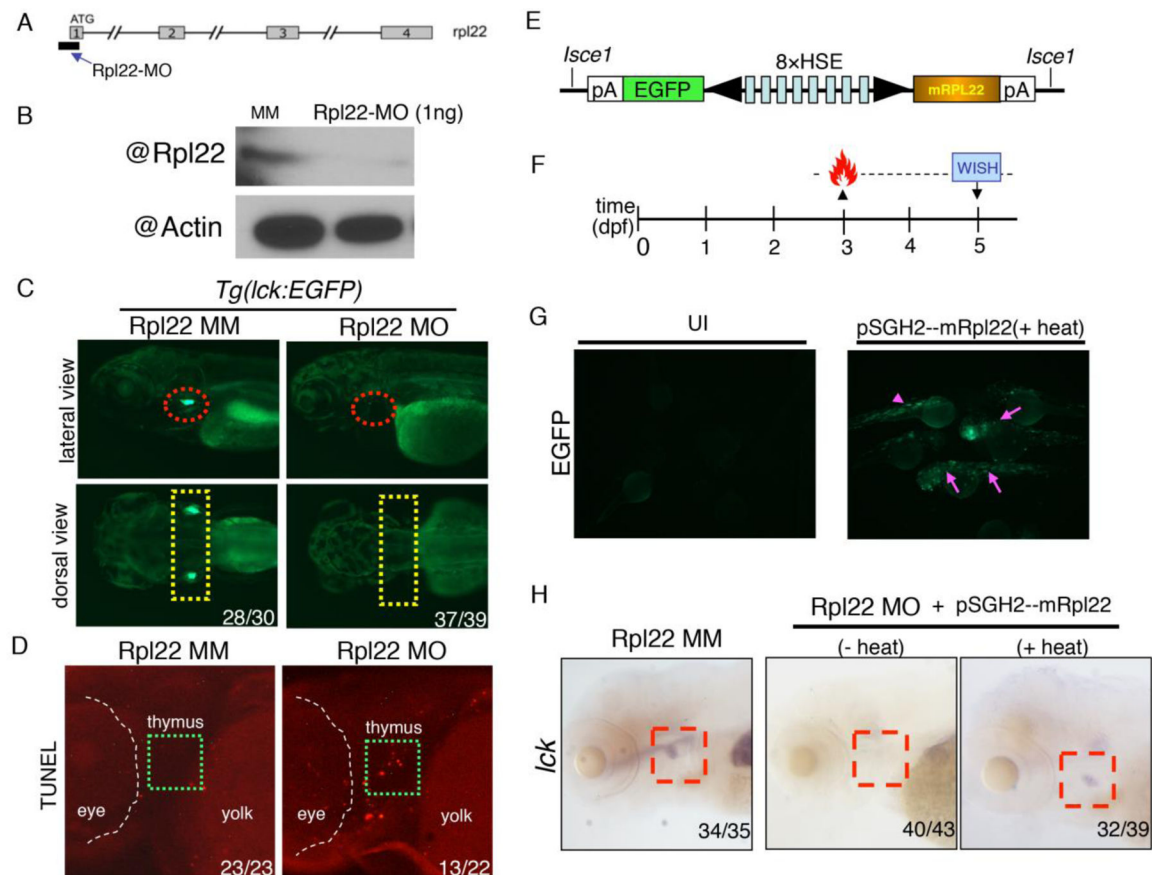 A
ATG
1 2 3 4 rpl22
Rpl22-MO
B
MM Rpl22-MO (1ng)
@Rpl22
@Actin
C
Tg(lck:EGFP)
Rpl22 MM Rpl22 MO
lateral view
dorsal view
28/30 37/39
D
Rpl22 MM Rpl22 MO
TUNEL
thymus thymus
eye yolk eye yolk
23/23 13/22
E
Isce1 8×HSE Isce1
pA EGFP mRPL22 pA
F
WISH
time
(dpf)
0 1 2 3 4 5
G
UI pSGH2--mRpl22(+ heat)
EGFP
H
Rpl22 MO + pSGH2--mRpl22
Rpl22 MM (- heat) (+ heat)
lck
34/35 40/43 32/39